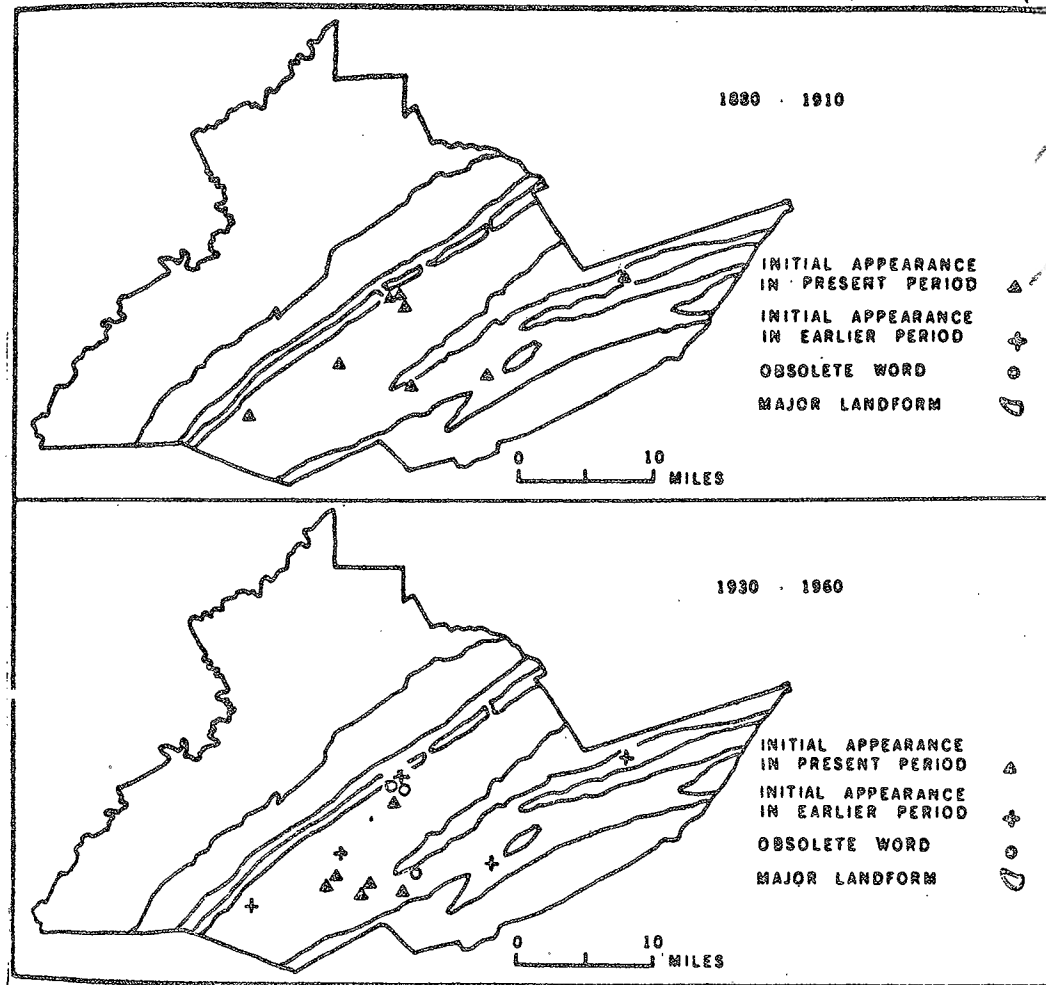 1880 - 1910
INITIAL APPEARANCE
IN PRESENT PERIOD
INITIAL APPEARANCE
IN EARLIER PERIOD
OBSOLETE WORD
MAJOR LANDFORM
0 10
MILES
1930 - 1960
INITIAL APPEARANCE
IN PRESENT PERIOD
INITIAL APPEARANCE
IN EARLIER PERIOD
OBSOLETE WORD
MAJOR LANDFORM
0 10
MILES